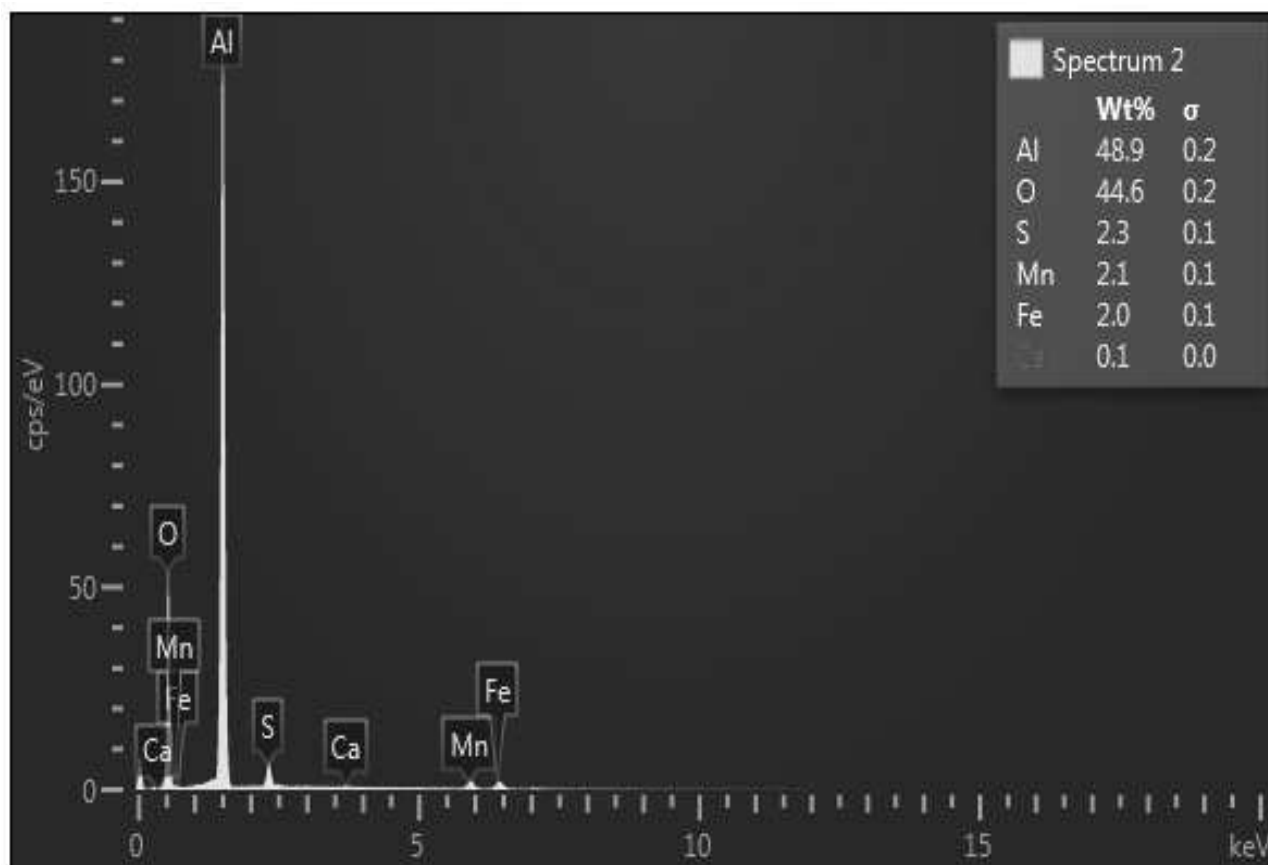 Al
150
100
50
0
cps/eV
O
Mn
Fe
Ca
S
Ca
Mn
Fe
0 5 10 15 keV
Spectrum 2
Wt% σ
Al 48.9 0.2
O 44.6 0.2
S 2.3 0.1
Mn 2.1 0.1
Fe 2.0 0.1
0.1 0.0